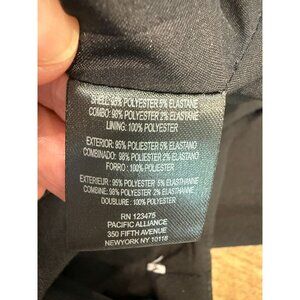 SHELL: 95% POLYESTER 5% ELASTANE
COMBO: 98% POLYESTER 2% ELASTANE
LINING: 100% POLYESTER
EXTERIOR: 95% POLYESTER 5% ELASTANE
COMBINADO: 98% POLYESTER 2% ELASTANE
FORRO : 100% POLYESTER
EXTERIEUR: 95% POLYESTER 5% ELASTHANNE
COMBINE: 98% POLYESTER 2% ELASTHANNE
DOUBLURE : 100% POLYESTER
RN 123475
PACIFIC ALLIANCE
350 FIFTH AVENUE
NEWYORK NY 10118